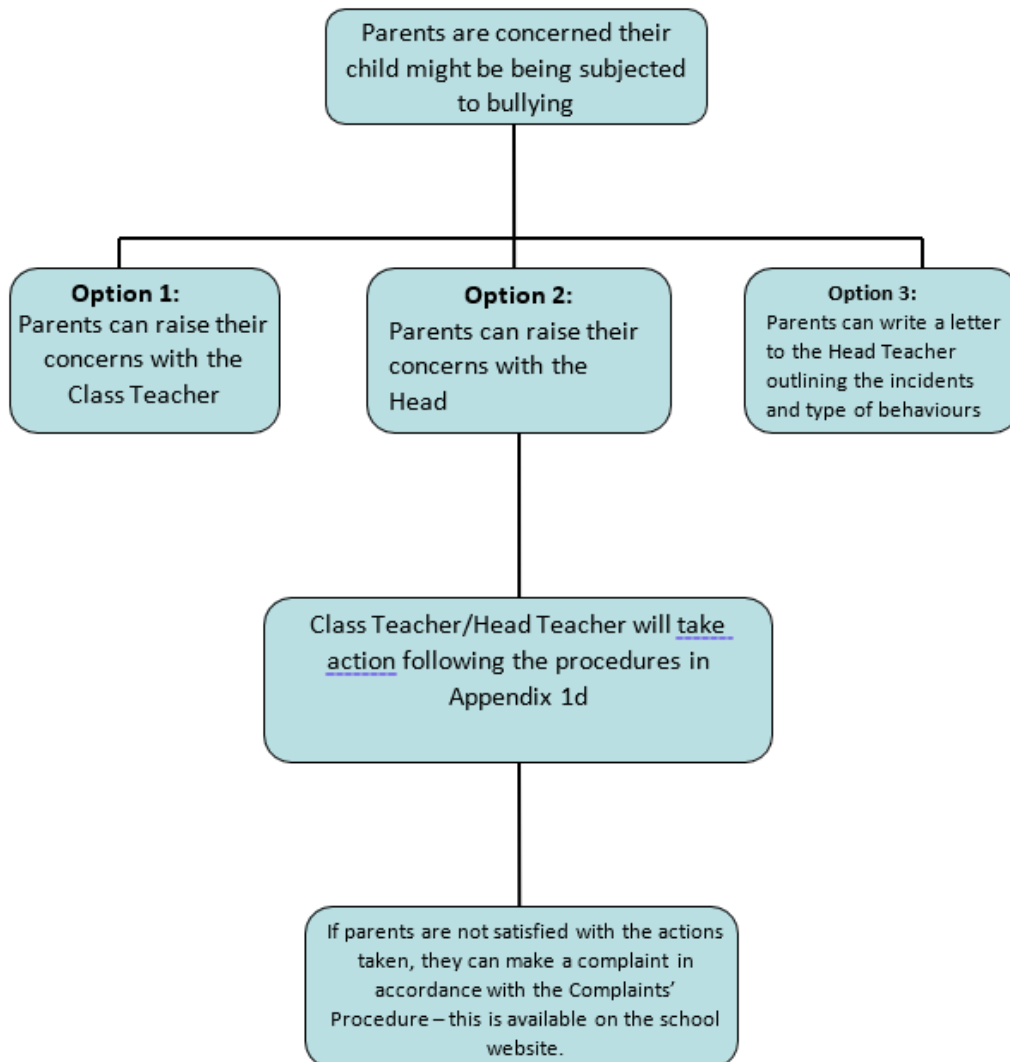 Parents are concerned their
child might be being subjected
to bullying
Option 1:
Parents can raise their
concerns with the
Class Teacher
Option 2:
Parents can raise their
concerns with the
Head
Option 3:
Parents can write a letter
to the Head Teacher
outlining the incidents
and type of behaviours
Class Teacher/Head Teacher will take
action following the procedures in
Appendix 1d
If parents are not satisfied with the actions
taken, they can make a complaint in
accordance with the Complaints’
Procedure – this is available on the school
website.